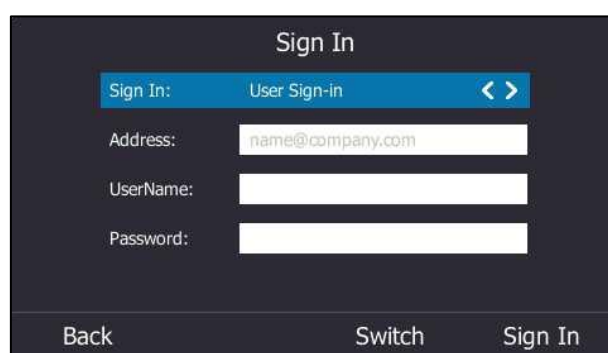 Sign In
Sign In: User Sign-in < >
Address: name@company.com
UserName:
Password:
Back Switch Sign In